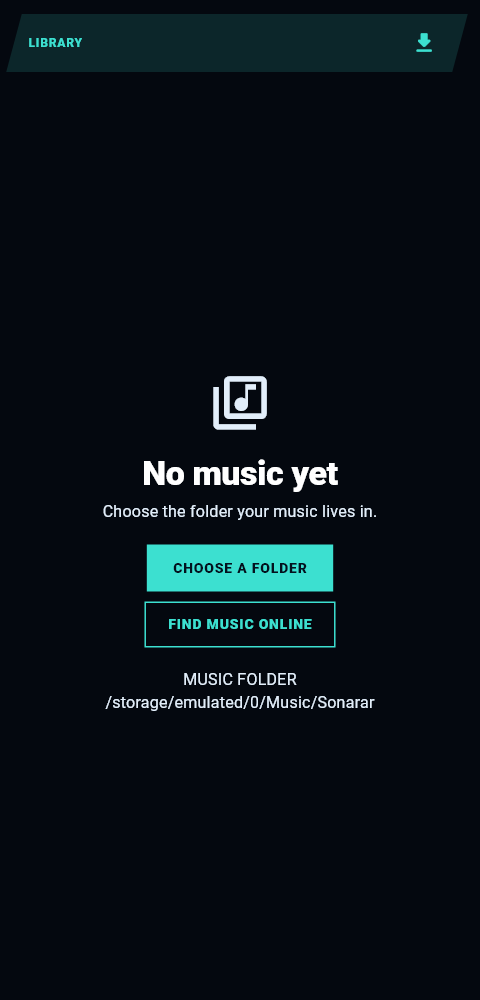 LIBRARY
No music yet
Choose the folder your music lives in.
CHOOSE A FOLDER
FIND MUSIC ONLINE
MUSIC FOLDER
/storage/emulated/0/Music/Sonarar